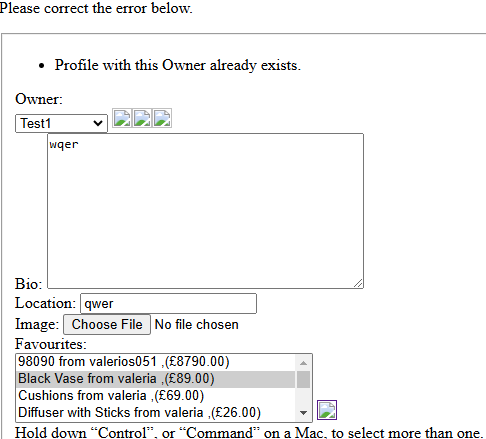 Please correct the error below.
Profile with this Owner already exists.
Owner:
Test1
wqer
Bio:
Location: qwer
Image: Choose File No file chosen
Favourites:
98090 from valerios051 ,(£8790.00)
Black Vase from valeria ,(£89.00)
Cushions from valeria ,(£69.00)
Diffuser with Sticks from valeria ,(£26.00)
Hold down “Control”, or “Command” on a Mac, to select more than one.